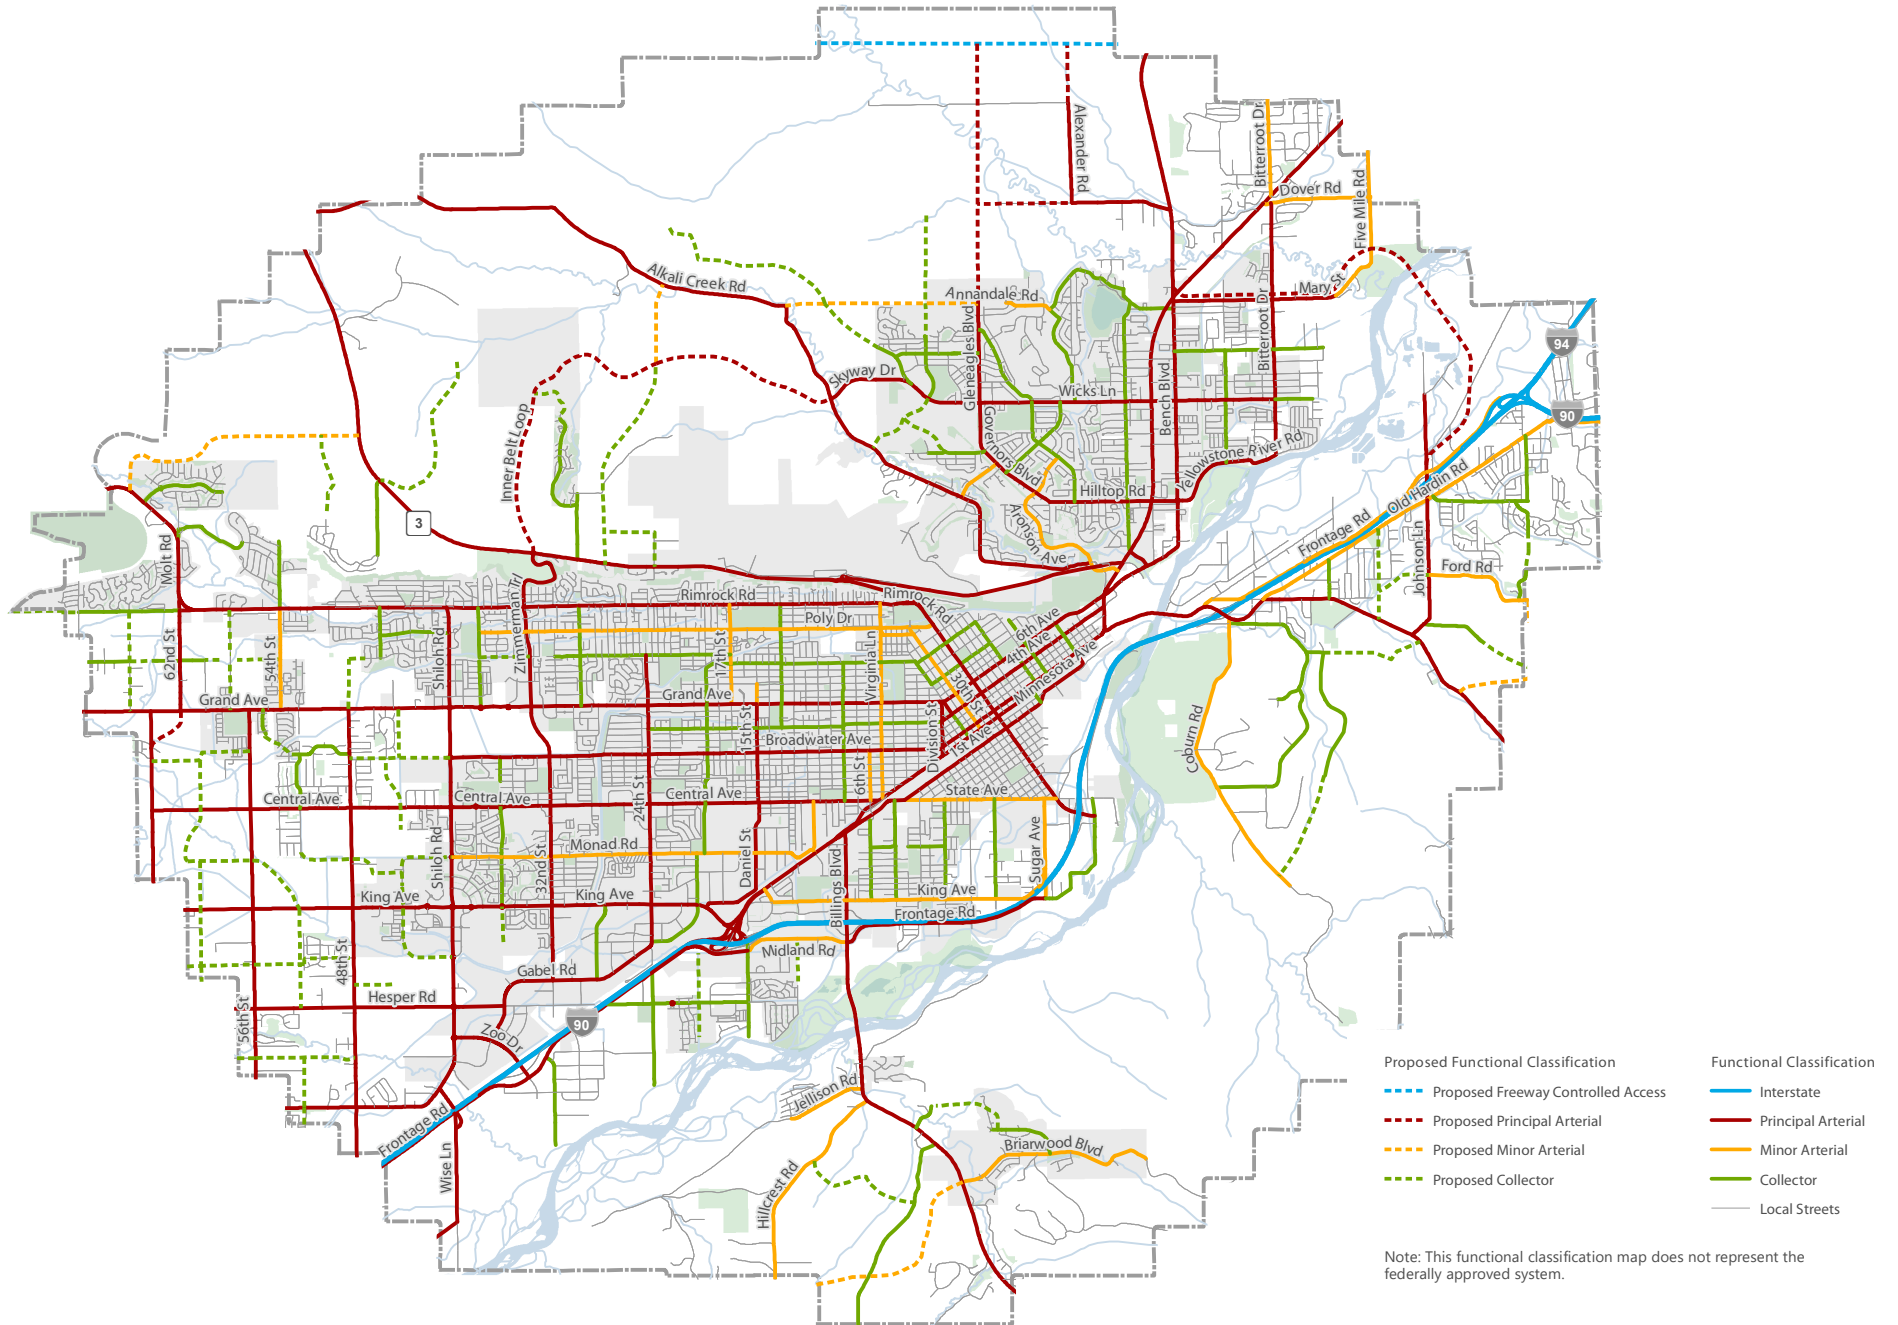 Bitterroot Dr
Alexander Rd
Dover Rd
Five Mile Rd
Alkali Creek Rd
Annandale Rd
Mary St
Gleneagles Blvd
Bitterroot Dr
94
Skyway Dr
Wicks Ln
Bench Blvd
90
Inner Belt Loop
Governors Blvd
Yellowstone River Rd
Hilltop Rd
Old Hardin Rd
3
Aronson Ave
Frontage Rd
Johnson Ln
Ford Rd
Molt Rd
Zimmerman Trl
Rimrock Rd
Rimrock Rd
Poly Dr
6th Ave
4th Ave
Minnesota Ave
62nd St
54th St
Shiloh Rd
17th St
Virginia Ln
30th St
Grand Ave
Grand Ave
15th St
Division St
1st Ave
Broadwater Ave
Coburn Rd
6th St
24th St
Central Ave
Central Ave
Central Ave
State Ave
Shiloh Rd
32nd St
Monad Rd
Daniel St
Billings Blvd
Sugar Ave
King Ave
King Ave
King Ave
Frontage Rd
48th St
Gabel Rd
Midland Rd
Hesper Rd
56th St
90
Zoo Dr
Frontage Rd
Wise Ln
Jellison Rd
Briarwood Blvd
Hillcrest Rd
Proposed Functional Classification
Proposed Freeway Controlled Access
Proposed Principal Arterial
Proposed Minor Arterial
Proposed Collector
Functional Classification
Interstate
Principal Arterial
Minor Arterial
Collector
Local Streets
Note: This functional classification map does not represent the
federally approved system.